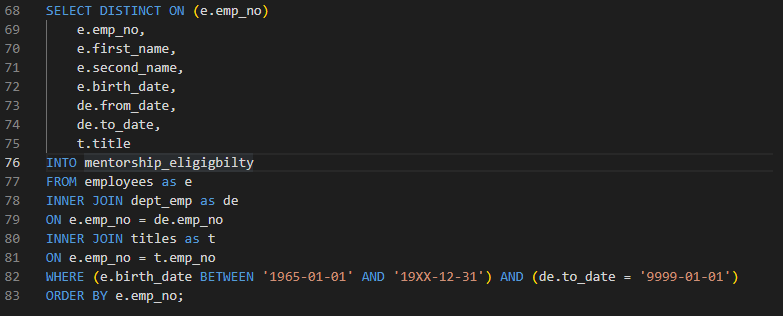 68 SELECT DISTINCT ON (e.emp_no)
69 e.emp_no,
70 e.first_name,
71 e.second_name,
72 e.birth_date,
73 de.from_date,
74 de.to_date,
75 t.title
76 INTO mentorship_eligigbilty
77 FROM employees as e
78 INNER JOIN dept_emp as de
79 ON e.emp_no = de.emp_no
80 INNER JOIN titles as t
81 ON e.emp_no = t.emp_no
82 WHERE (e.birth_date BETWEEN '1965-01-01' AND '19XX-12-31') AND (de.to_date = '9999-01-01')
83 ORDER BY e.emp_no;